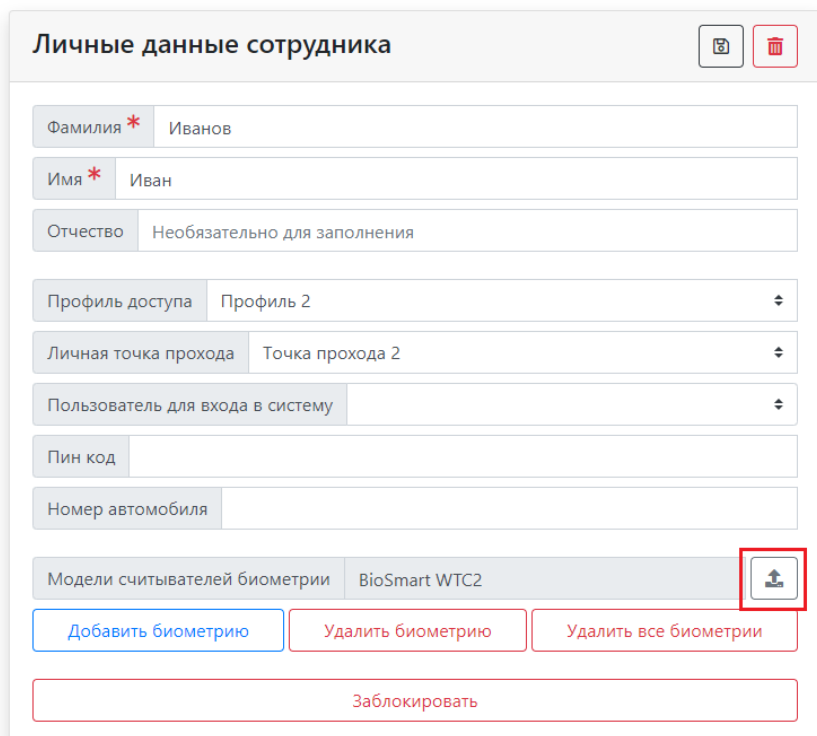 Личные данные сотрудника
Фамилия * Иванов
Имя * Иван
Отчество Необязательно для заполнения
Профиль доступа Профиль 2
Личная точка прохода Точка прохода 2
Пользователь для входа в систему
Пин код
Номер автомобиля
Модели считывателей биометрии BioSmart WTC2
Добавить биометрию Удалить биометрию Удалить все биометрии
Заблокировать